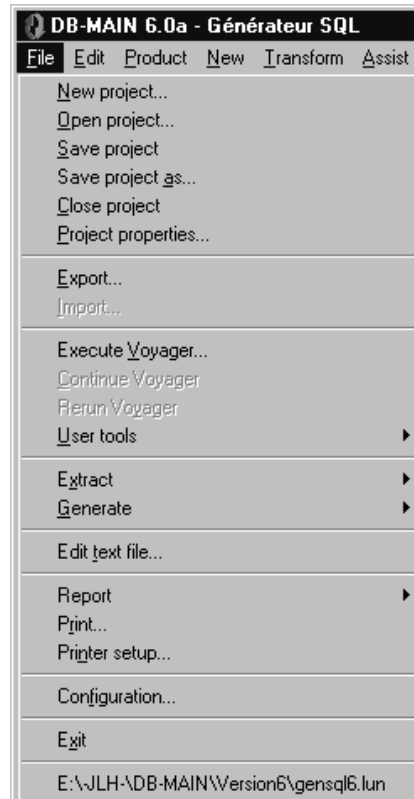 DB-MAIN 6.0a - Générateur SQL
File Edit Product New Transform Assist
New project...
Open project...
Save project
Save project as...
Close project
Project properties...
Export...
Import...
Execute Voyager...
Continue Voyager
Rerun Voyager
User tools
Extract
Generate
Edit text file...
Report
Print...
Printer setup...
Configuration...
Exit
E:\-JLH-\DB-MAIN\Version6\gensql6.lun